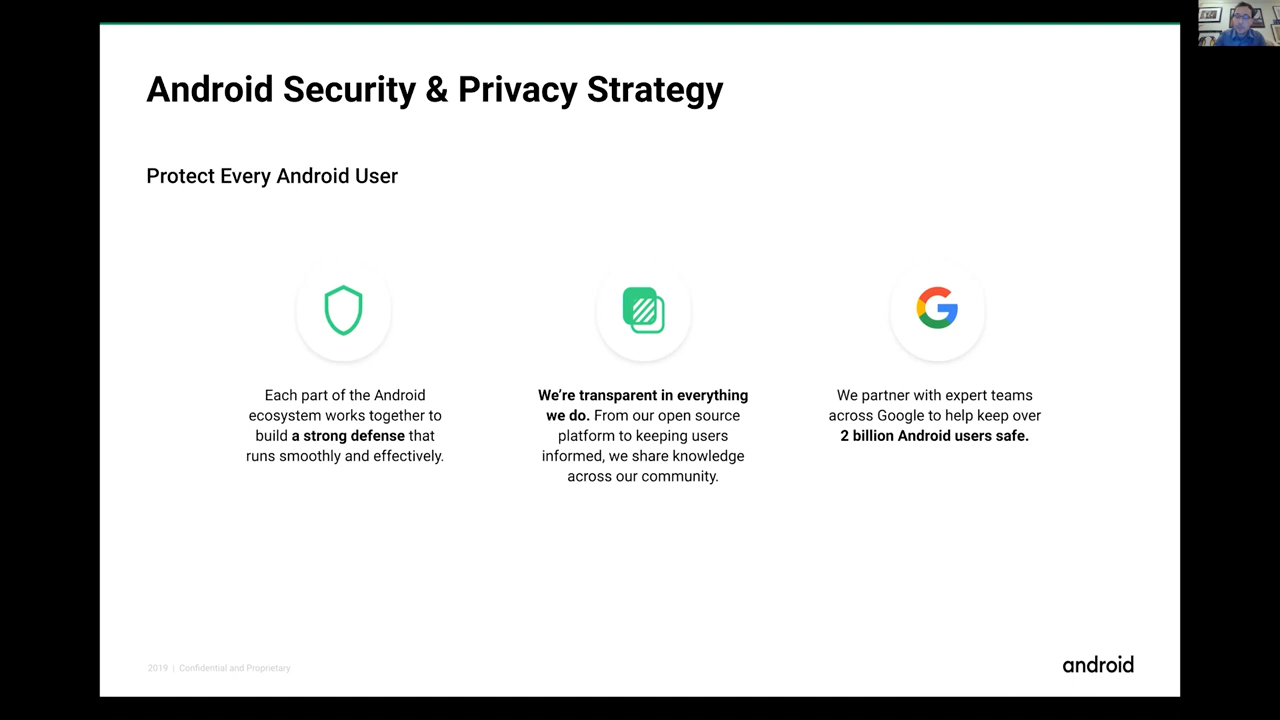 Android Security & Privacy Strategy
Protect Every Android User
Each part of the Android
ecosystem works together to
build a strong defense that
runs smoothly and effectively.
We're transparent in everything
we do. From our open source
platform to keeping users
informed, we share knowledge
across our community.
We partner with expert teams
across Google to help keep over
2 billion Android users safe.
2019 | Confidential and Proprietary
android